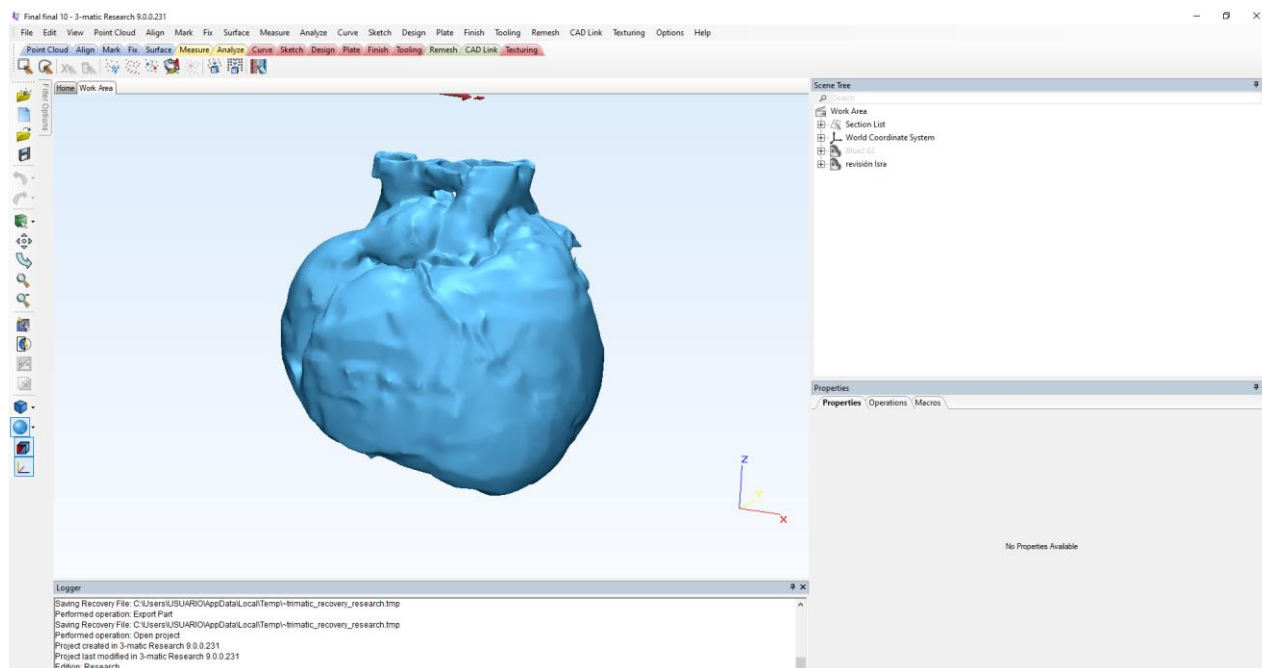 Final final 10 - 3-matic Research 9.0.0.231
File Edit View Point Cloud Align Mark Fix Surface Measure Analyze Curve Sketch Design Plate Finish Tooling Remesh CAD Link Texturing Options Help
Point Cloud Align Mark Fix Surface Measure Analyze Curve Sketch Design Plate Finish Tooling Remesh CAD Link Texturing
Home Work Area
Filter Options
Scene Tree
Search
Work Area
Section List
World Coordinate System
Blue2 62
revisión Isra
Properties
Properties Operations Macros
No Properties Available
Z
Y
X
Logger
Saving Recovery File: C:\Users\USUARIO\AppData\Local\Temp\~trimatic_recovery_research.tmp
Performed operation: Export Part
Saving Recovery File: C:\Users\USUARIO\AppData\Local\Temp\~trimatic_recovery_research.tmp
Performed operation: Open project
Project created in 3-matic Research 9.0.0.231
Project last modified in 3-matic Research 9.0.0.231
Edition: Research